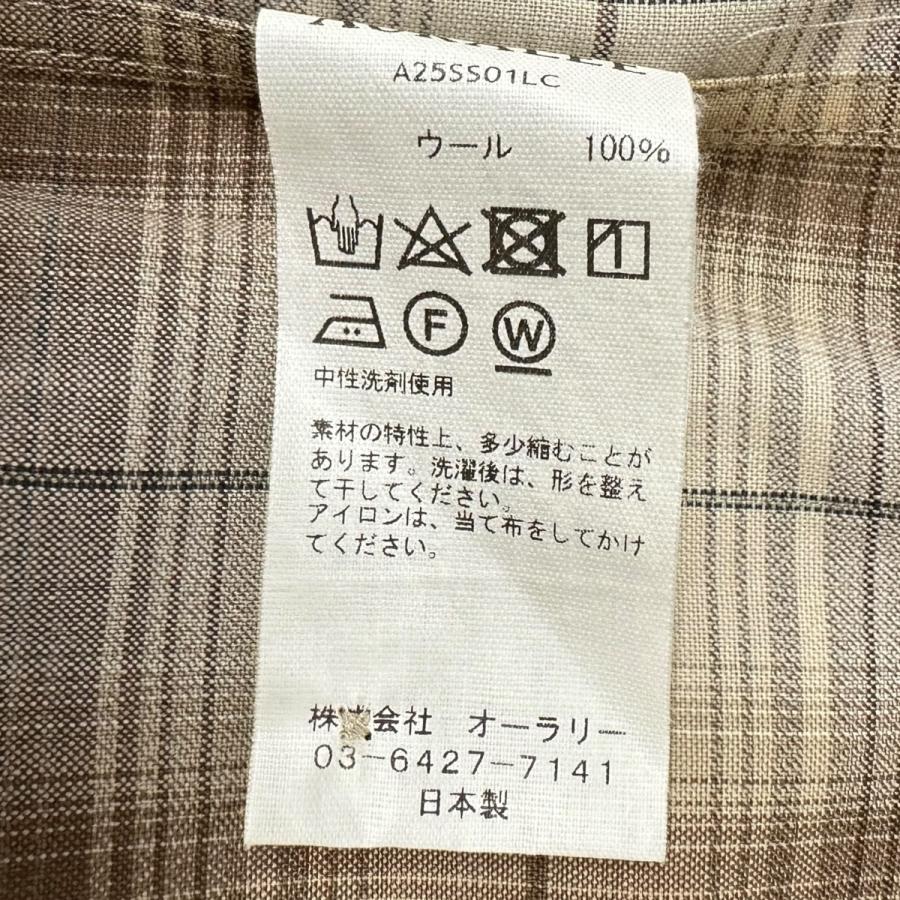 A25SS01LC
ウール 100%
F
W
中性洗剤使用
素材の特性上、多少縮むことが
あります。洗濯後は、形を整え
て干してください。
アイロンは、当て布をしてかけ
てください。
株式会社 オーラリー
03-6427-7141
日本製